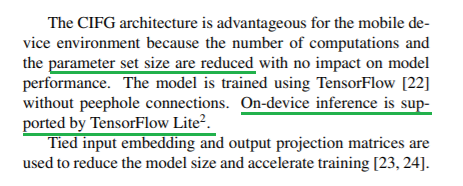 The CIFG architecture is advantageous for the mobile de-
vice environment because the number of computations and
the parameter set size are reduced with no impact on model
performance. The model is trained using TensorFlow [22]
without peephole connections. On-device inference is sup-
ported by TensorFlow Lite².
Tied input embedding and output projection matrices are
used to reduce the model size and accelerate training [23, 24].